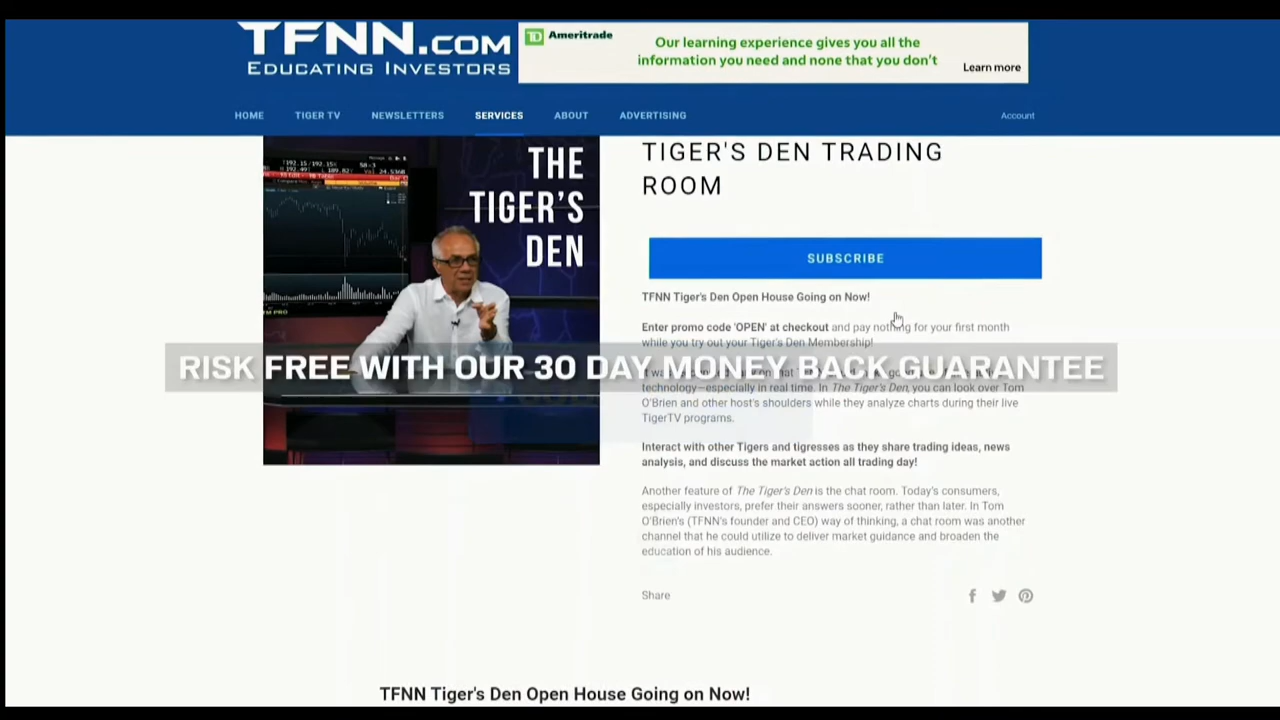 TFNN.COM
EDUCATING INVESTORS
TD Ameritrade
Our learning experience gives you all the
information you need and none that you don't
Learn more
HOME TIGER TV NEWSLETTERS SERVICES ABOUT ADVERTISING Account
THE
TIGER'S
DEN
TIGER'S DEN TRADING
ROOM
SUBSCRIBE
TFNN Tiger's Den Open House Going on Now!
Enter promo code 'OPEN' at checkout and pay nothing for your first month
while you try out your Tiger's Den Membership!
RISK FREE WITH OUR 30 DAY MONEY BACK GUARANTEE
technology—especially in real time. In The Tiger's Den, you can look over Tom
O'Brien and other host's shoulders while they analyze charts during their live
TigerTV programs.
Interact with other Tigers and tigresses as they share trading ideas, news
analysis, and discuss the market action all trading day!
Another feature of The Tiger's Den is the chat room. Today's consumers,
especially investors, prefer their answers sooner, rather than later. In Tom
O'Brien's (TFNN's founder and CEO) way of thinking, a chat room was another
channel that he could utilize to deliver market guidance and broaden the
education of his audience.
Share
TFNN Tiger's Den Open House Going on Now!